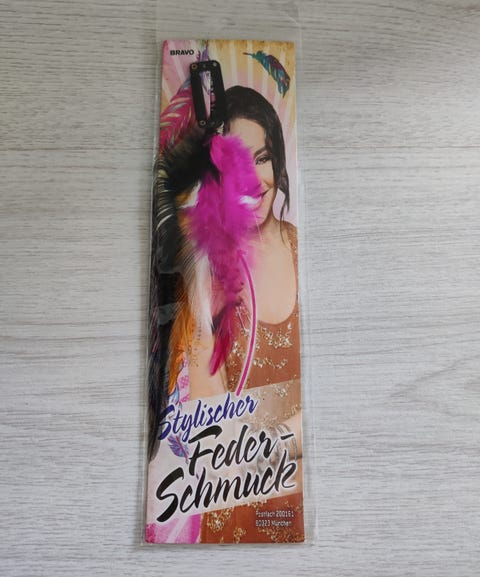 BRAVO
Stylischer
Feder-
Schmuck
Postfach 200161
80323 München